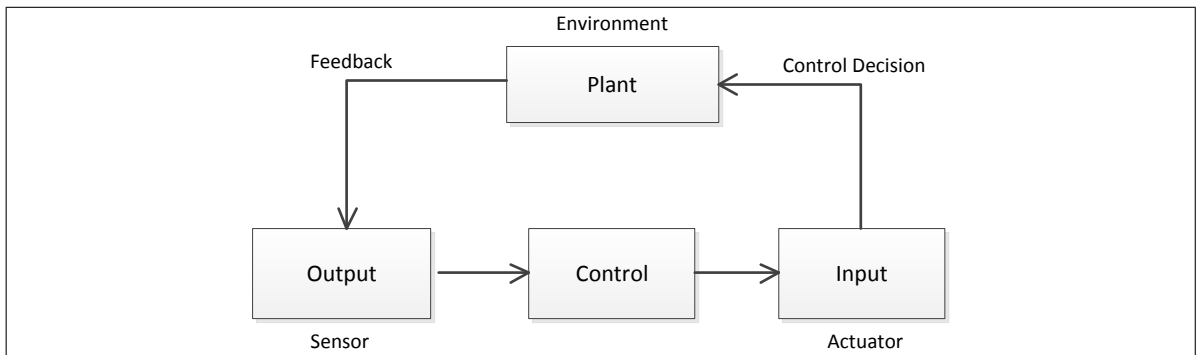 Environment
Feedback
Plant
Control Decision
Output
Control
Input
Sensor
Actuator